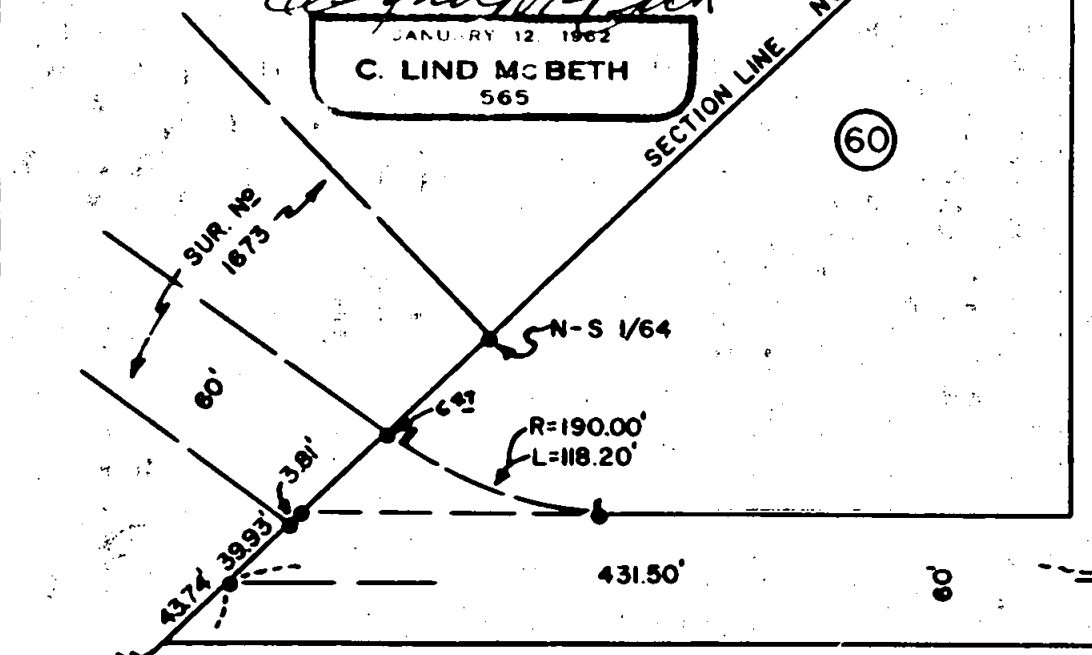 JANUARY 12, 1962
C. LIND McBETH
565
SECTION LINE
60
SUR. Nº
1673
N-S 1/64
60'
R=190.00'
L=118.20'
3.81'
39.93'
43.74'
431.50'
60'